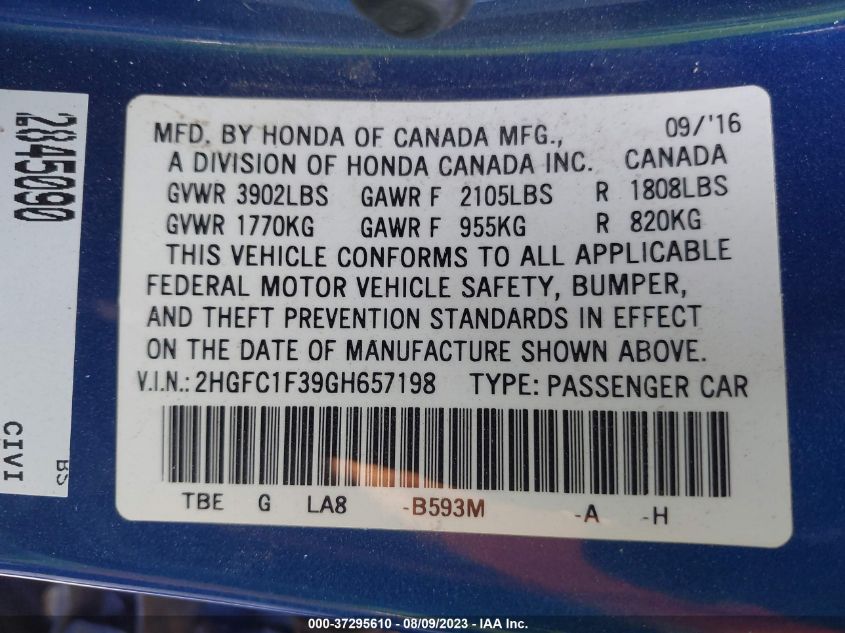 2845090
CIVI
BS
MFD. BY HONDA OF CANADA MFG., 09/'16
A DIVISION OF HONDA CANADA INC. CANADA
GVWR 3902LBS GAWR F 2105LBS R 1808LBS
GVWR 1770KG GAWR F 955KG R 820KG
THIS VEHICLE CONFORMS TO ALL APPLICABLE
FEDERAL MOTOR VEHICLE SAFETY, BUMPER,
AND THEFT PREVENTION STANDARDS IN EFFECT
ON THE DATE OF MANUFACTURE SHOWN ABOVE.
V.I.N.: 2HGFC1F39GH657198 TYPE: PASSENGER CAR
TBE G LA8 -B593M -A -H
000-37295610 - 08/09/2023 - IAA Inc.